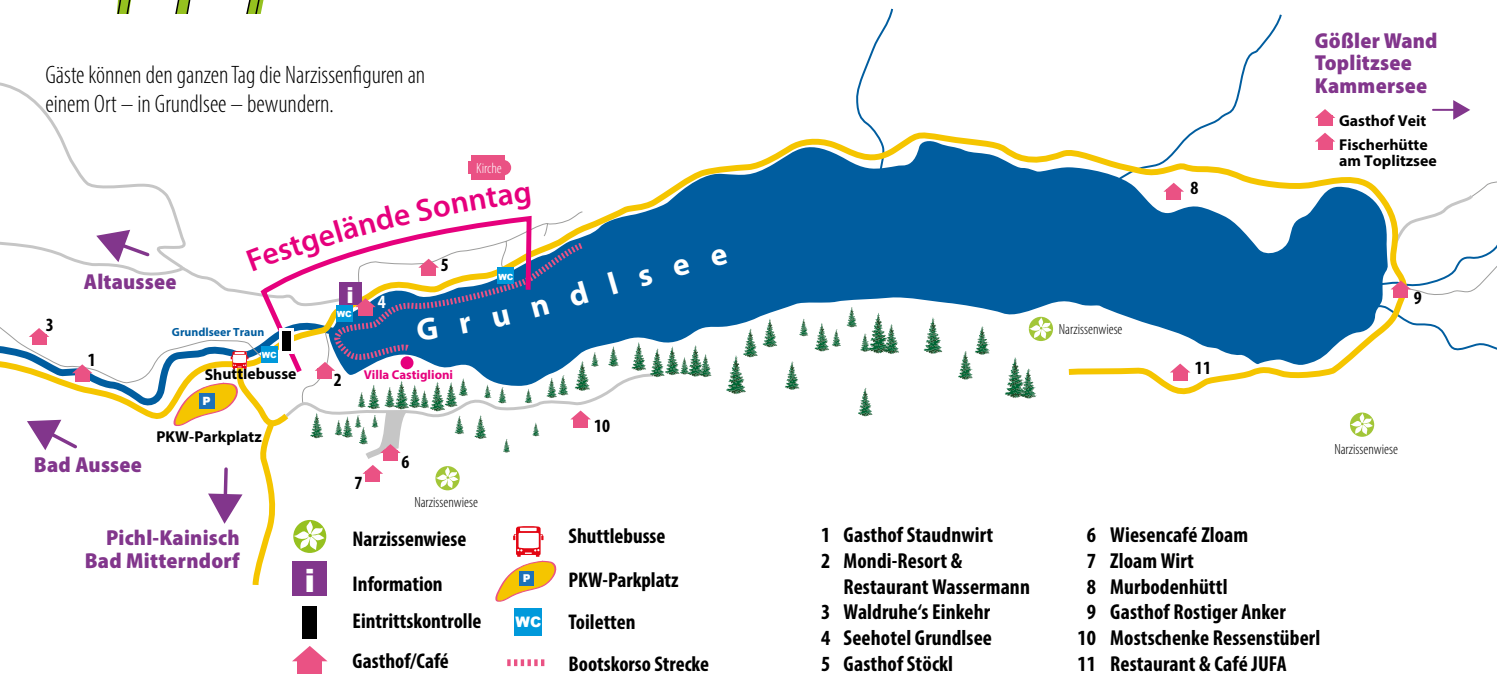 Gäste können den ganzen Tag die Narzissenfiguren an
einem Ort – in Grundlsee – bewundern.
Gößler Wand
Toplitzsee
Kammersee
Gasthof Veit
Fischerhütte
am Toplitzsee
Kirche
Festgelände Sonntag
Altaussee
3
1
Grundlseer Traun
WC
Shuttlebusse
P
PKW-Parkplatz
Bad Aussee
Pichl-Kainisch
Bad Mitterndorf
i
WC
4
5
WC
Grundlsee
2
Villa Castiglioni
6
7
Narzissenwiese
10
Narzissenwiese
8
9
11
Narzissenwiese
Narzissenwiese
i Information
Eintrittskontrolle
Gasthof/Café
Shuttlebusse
P PKW-Parkplatz
WC Toiletten
Bootskorso Strecke
1 Gasthof Staudnwirt
2 Mondi-Resort &
Restaurant Wassermann
3 Waldruhe‘s Einkehr
4 Seehotel Grundlsee
5 Gasthof Stöckl
6 Wiesencafé Zloam
7 Zloam Wirt
8 Murbodenhüttl
9 Gasthof Rostiger Anker
10 Mostschenke Ressenstüberl
11 Restaurant & Café JUFA